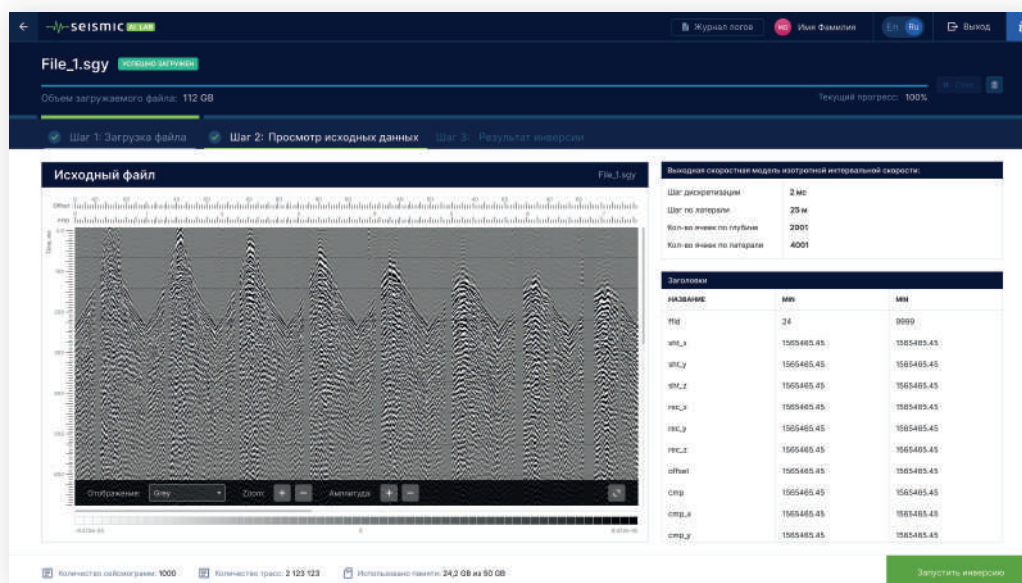 seismic AI LAB
Журнал логов
Имя Фамилия
En Ru
Выход
File_1.sgy УСПЕШНО ЗАГРУЖЕН
Объем загружаемого файла: 112 GB
Текущий прогресс: 100%
Шаг 1: Загрузка файла
Шаг 2: Просмотр исходных данных
Шаг 3: Результат инверсии
Исходный файл
File_1.sgy
Offset
Time, ms
Отображение: Grey
Zoom: + −
Амплитуда: + −
0
Выходная скоростная модель изотропной интервальной скорости:
Шаг дискретизации 2 мс
Шаг по латерали 25 м
Кол-во ячеек по глубине 2001
Кол-во ячеек по латерали 4001
Заголовки
НАЗВАНИЕ MIN MIN
ffid 24 9999
sht_x 1565465.45 1565465.45
sht_y 1565465.45 1565465.45
sht_z 1565465.45 1565465.45
rec_x 1565465.45 1565465.45
rec_y 1565465.45 1565465.45
rec_z 1565465.45 1565465.45
offset 1565465.45 1565465.45
cmp 1565465.45 1565465.45
cmp_x 1565465.45 1565465.45
cmp_y 1565465.45 1565465.45
Количество сейсмограмм: 1000
Количество трасс: 2 123 123
Использовано памяти: 24,2 GB из 50 GB
Запустить инверсию